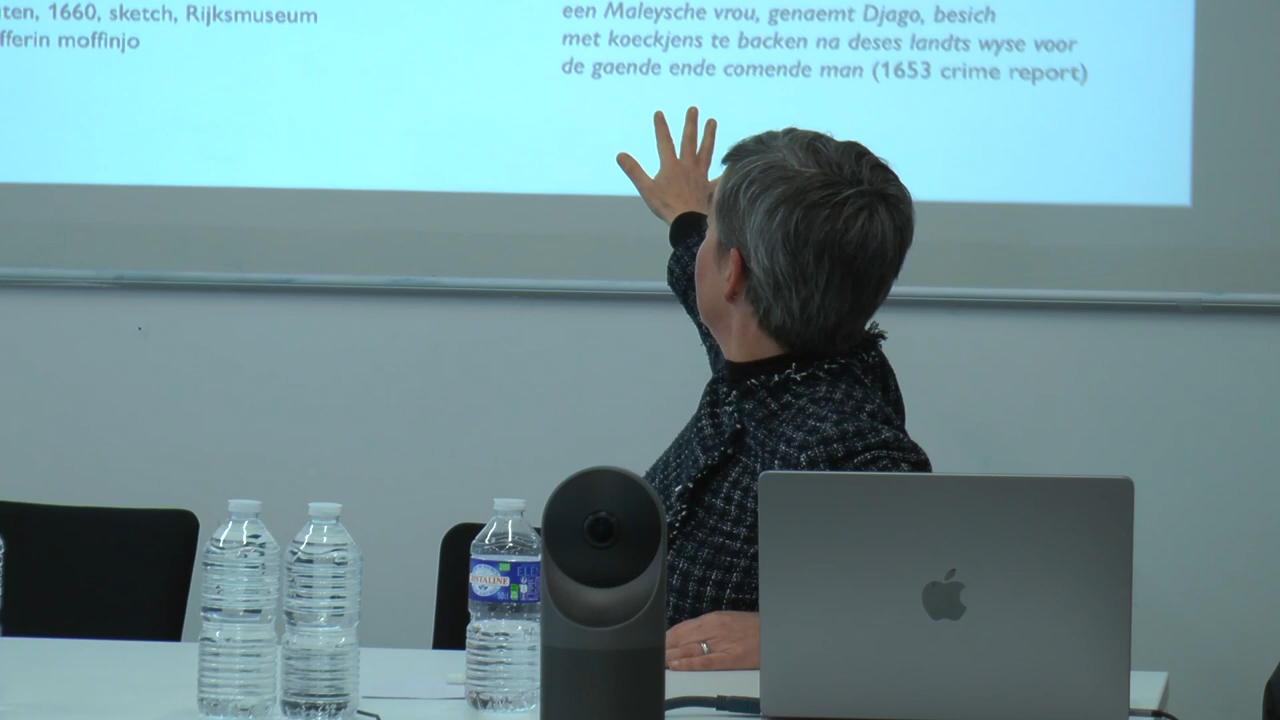 ten, 1660, sketch, Rijksmuseum
fferin moffinjo
een Maleysche vrou, genaemt Djago, besich
met koeckjens te backen na deses landts wyse voor
de gaende ende comende man (1653 crime report)
STALINE